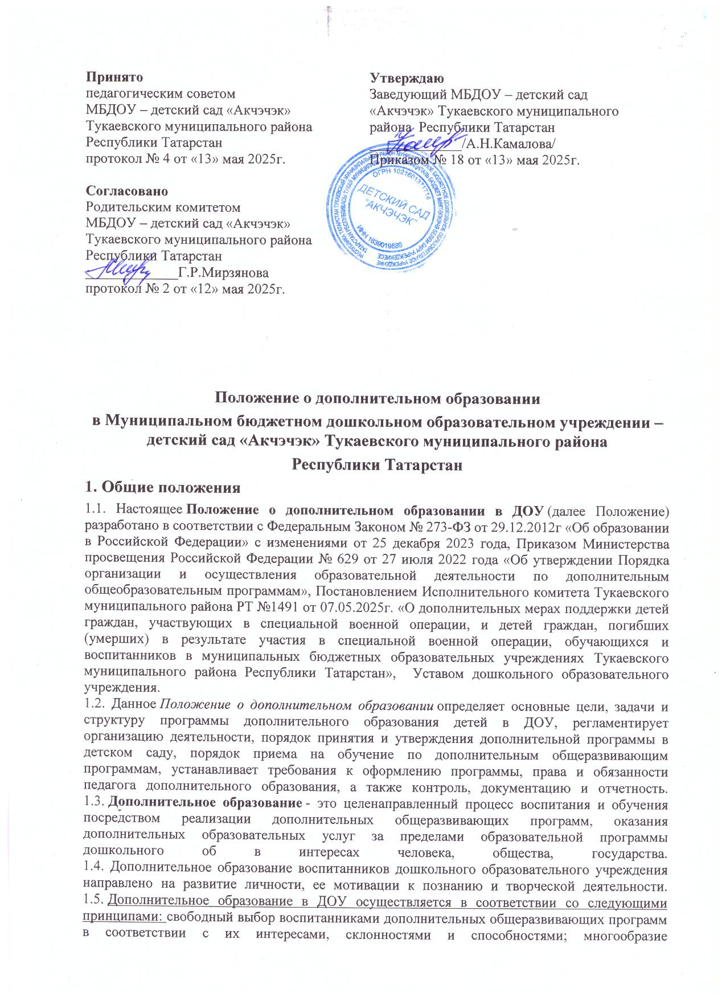 Принято
педагогическим советом
МБДОУ – детский сад «Акчэчэк»
Тукаевского муниципального района
Республики Татарстан
протокол № 4 от «13» мая 2025г.
Утверждаю
Заведующий МБДОУ – детский сад
«Акчэчэк» Тукаевского муниципального
района Республики Татарстан
_____________/А.Н.Камалова/
Приказом № 18 от «13» мая 2025г.
ОГРН 1021601371714
ДЕТСКИЙ САД
"АКЧЭЧЭК"
ИНН 1639019889
Согласовано
Родительским комитетом
МБДОУ – детский сад «Акчэчэк»
Тукаевского муниципального района
Республики Татарстан
_____________Г.Р.Мирзянова
протокол № 2 от «12» мая 2025г.
Положение о дополнительном образовании
в Муниципальном бюджетном дошкольном образовательном учреждении –
детский сад «Акчэчэк» Тукаевского муниципального района
Республики Татарстан
1. Общие положения
1.1. Настоящее Положение о дополнительном образовании в ДОУ (далее Положение)
разработано в соответствии с Федеральным Законом № 273-ФЗ от 29.12.2012г «Об образовании
в Российской Федерации» с изменениями от 25 декабря 2023 года, Приказом Министерства
просвещения Российской Федерации № 629 от 27 июля 2022 года «Об утверждении Порядка
организации и осуществления образовательной деятельности по дополнительным
общеобразовательным программам», Постановлением Исполнительного комитета Тукаевского
муниципального района РТ №1491 от 07.05.2025г. «О дополнительных мерах поддержки детей
граждан, участвующих в специальной военной операции, и детей граждан, погибших
(умерших) в результате участия в специальной военной операции, обучающихся и
воспитанников в муниципальных бюджетных образовательных учреждениях Тукаевского
муниципального района Республики Татарстан», Уставом дошкольного образовательного
учреждения.
1.2. Данное Положение о дополнительном образовании определяет основные цели, задачи и
структуру программы дополнительного образования детей в ДОУ, регламентирует
организацию деятельности, порядок принятия и утверждения дополнительной программы в
детском саду, порядок приема на обучение по дополнительным общеразвивающим
программам, устанавливает требования к оформлению программы, права и обязанности
педагога дополнительного образования, а также контроль, документацию и отчетность.
1.3. Дополнительное образование - это целенаправленный процесс воспитания и обучения
посредством реализации дополнительных общеразвивающих программ, оказания
дополнительных образовательных услуг за пределами образовательной программы
дошкольного об в интересах человека, общества, государства.
1.4. Дополнительное образование воспитанников дошкольного образовательного учреждения
направлено на развитие личности, ее мотивации к познанию и творческой деятельности.
1.5. Дополнительное образование в ДОУ осуществляется в соответствии со следующими
принципами: свободный выбор воспитанниками дополнительных общеразвивающих программ
в соответствии с их интересами, склонностями и способностями; многообразие